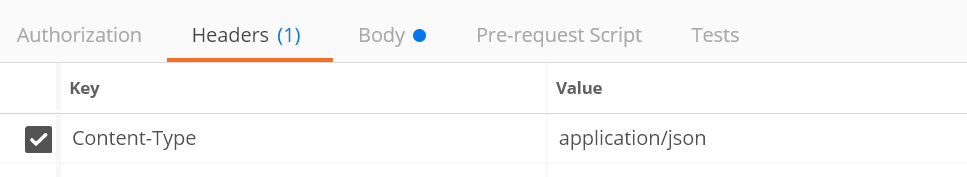 Authorization Headers (1) Body Pre-request Script Tests
Key Value
Content-Type application/json